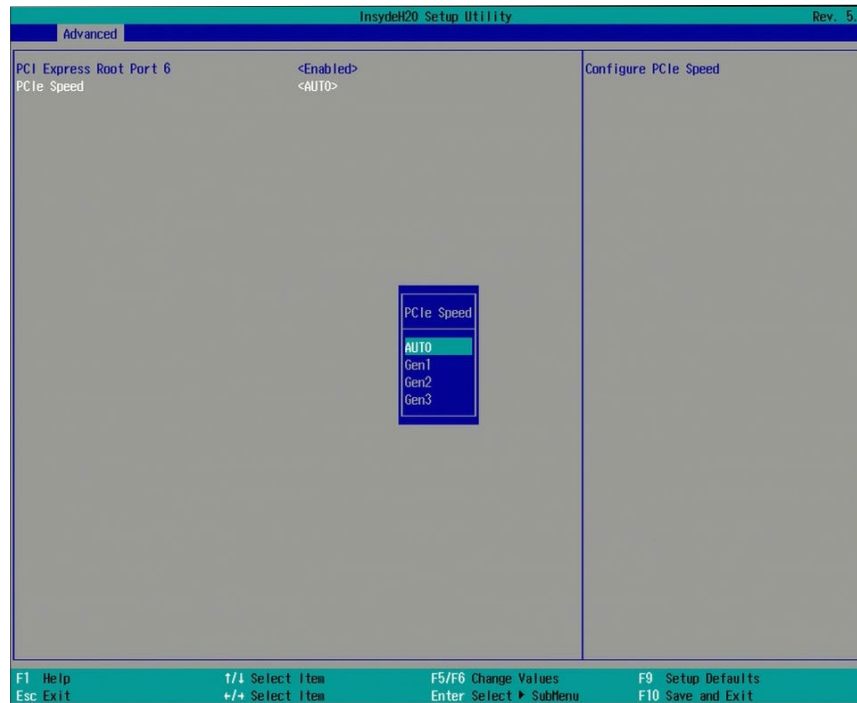 InsydeH20 Setup Utility Rev. 5.
Advanced
PCI Express Root Port 6 <Enabled> Configure PCIe Speed
PCIe Speed <AUTO>
PCIe Speed
AUTO
Gen1
Gen2
Gen3
F1 Help ↑/↓ Select Item F5/F6 Change Values F9 Setup Defaults
Esc Exit ←/→ Select Item Enter Select ▶ SubMenu F10 Save and Exit